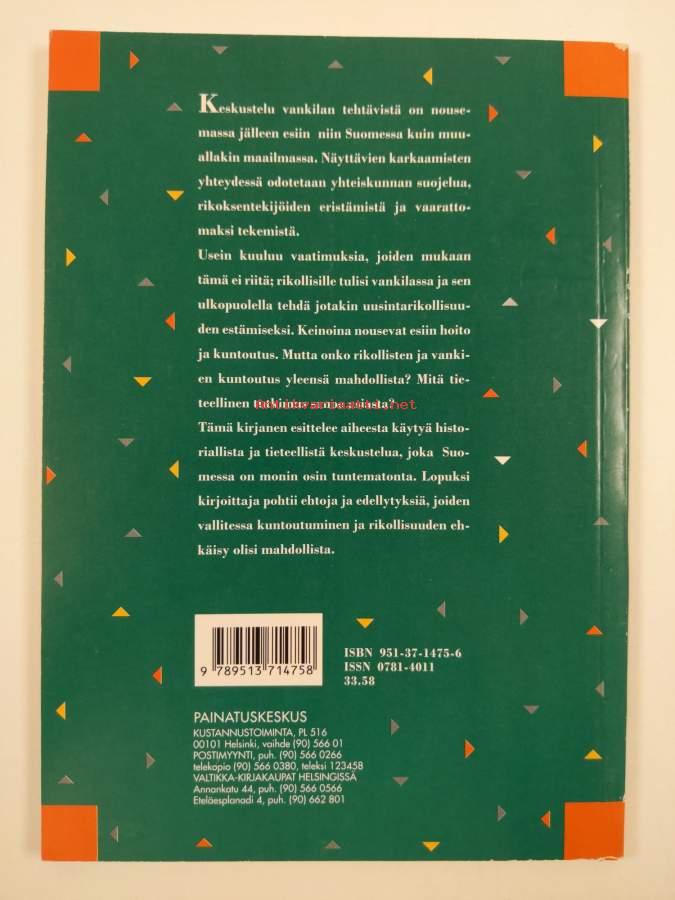 Keskustelu vankilan tehtävistä on nouse-
massa jälleen esiin niin Suomessa kuin muu-
allakin maailmassa. Näyttävien karkaamisten
yhteydessä odotetaan yhteiskunnan suojelua,
rikoksentekijöiden eristämistä ja vaaratto-
maksi tekemistä.
Usein kuuluu vaatimuksia, joiden mukaan
tämä ei riitä; rikollisille tulisi vankilassa ja sen
ulkopuolella tehdä jotakin uusintarikollisuu-
den estämiseksi. Keinoina nousevat esiin hoito
ja kuntoutus. Mutta onko rikollisten ja vanki-
en kuntoutus yleensä mahdollista? Mitä tie-
teellinen tutkimus sanoo asiasta?
Antikvariaatti.net
Tämä kirjanen esittelee aiheesta käytyä histo-
riallista ja tieteellistä keskustelua, joka Suo-
messa on monin osin tuntematonta. Lopuksi
kirjoittaja pohtii ehtoja ja edellytyksiä, joiden
vallitessa kuntoutuminen ja rikollisuuden eh-
käisy olisi mahdollista.
ISBN 951-37-1475-6
ISSN 0781-4011
33.58
9 789513 714758
PAINATUSKESKUS
KUSTANNUSTOIMINTA, PL 516
00101 Helsinki, vaihde (90) 566 01
POSTIMYYNTI, puh. (90) 566 0266
telekopio (90) 566 0380, teleksi 123458
VALTIKKA-KIRJAKAUPAT HELSINGISSÄ
Annankatu 44, puh. (90) 566 0566
Eteläesplanadi 4, puh. (90) 662 801